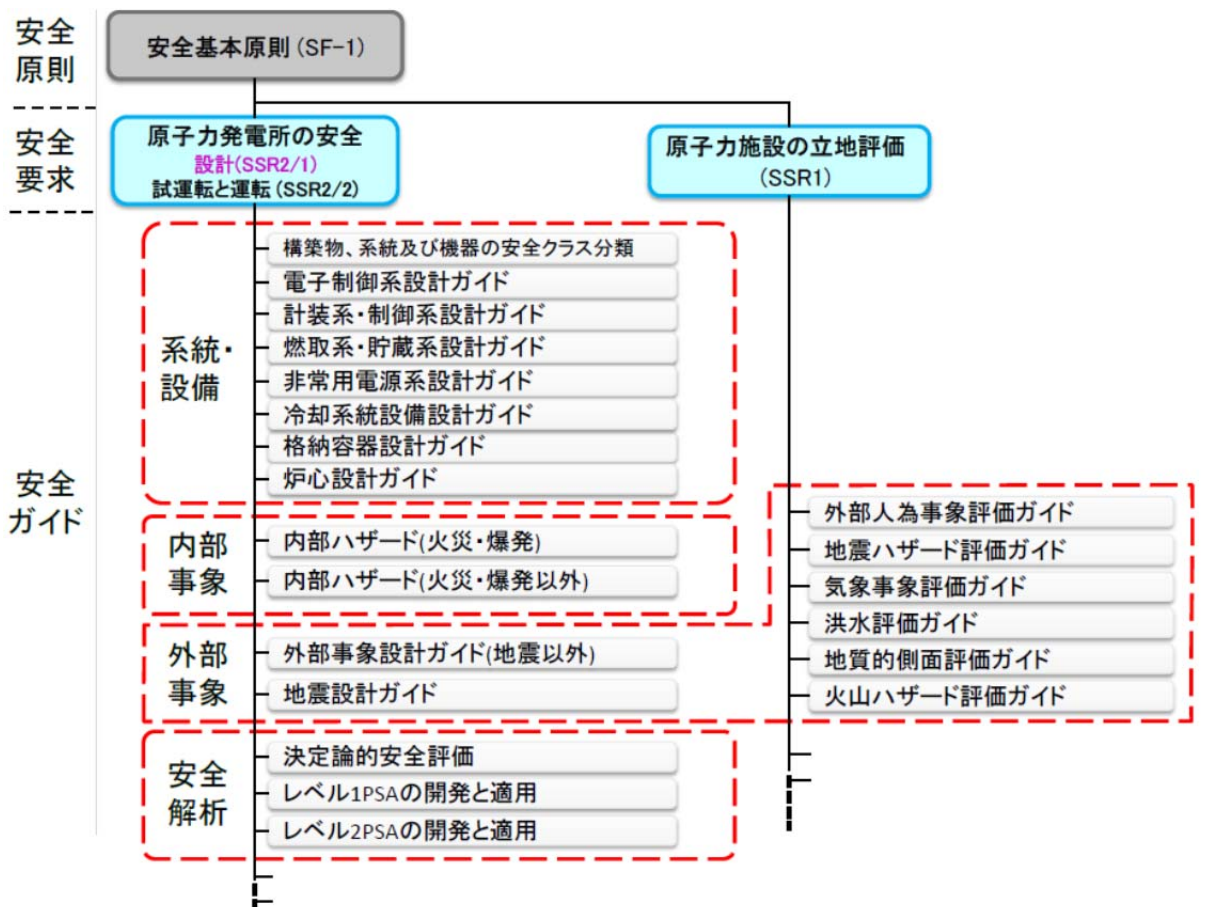 安全
原則
安全基本原則(SF-1)
安全
要求
原子力発電所の安全
設計(SSR2/1)
試運転と運転(SSR2/2)
原子力施設の立地評価
(SSR1)
安全
ガイド
系統・
設備
構築物、系統及び機器の安全クラス分類
電子制御系設計ガイド
計装系・制御系設計ガイド
燃取系・貯蔵系設計ガイド
非常用電源系設計ガイド
冷却系統設備設計ガイド
格納容器設計ガイド
炉心設計ガイド
内部
事象
内部ハザード(火災・爆発)
内部ハザード(火災・爆発以外)
外部
事象
外部事象設計ガイド(地震以外)
地震設計ガイド
外部人為事象評価ガイド
地震ハザード評価ガイド
気象事象評価ガイド
洪水評価ガイド
地質的側面評価ガイド
火山ハザード評価ガイド
安全
解析
決定論的安全評価
レベル1PSAの開発と適用
レベル2PSAの開発と適用